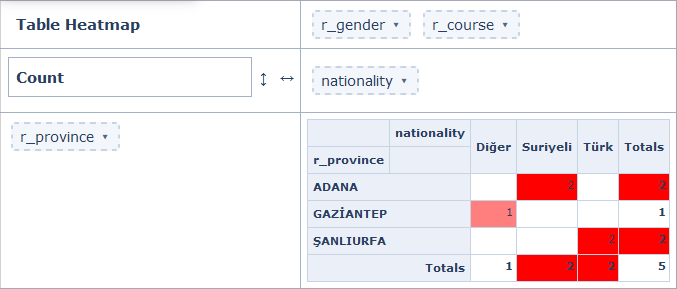 Table Heatmap
r_gender ▾ r_course ▾
Count ↕ ↔
nationality ▾
r_province ▾
nationality Diğer Suriyeli Türk Totals
r_province
ADANA 2 2
GAZİANTEP 1 1
ŞANLIURFA 2 2
Totals 1 2 2 5